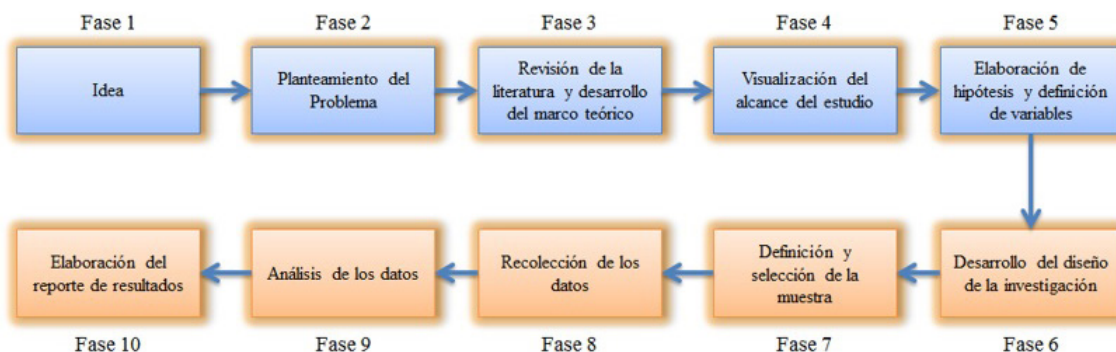 Fase 1
Fase 2
Fase 3
Fase 4
Fase 5
Idea
Planteamiento del
Problema
Revisión de la
literatura y desarrollo
del marco teórico
Visualización del
alcance del estudio
Elaboración de
hipótesis y definición
de variables
Desarrollo del diseño
de la investigación
Definición y
selección de la
muestra
Recolección de los
datos
Análisis de los datos
Elaboración del
reporte de resultados
Fase 6
Fase 7
Fase 8
Fase 9
Fase 10